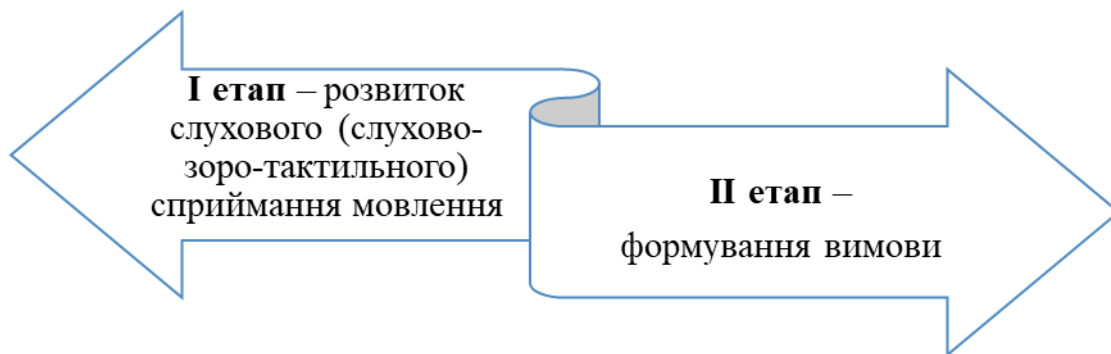 І етап – розвиток
слухового (слухово-
зоро-тактильного)
сприймання мовлення
ІІ етап –
формування вимови